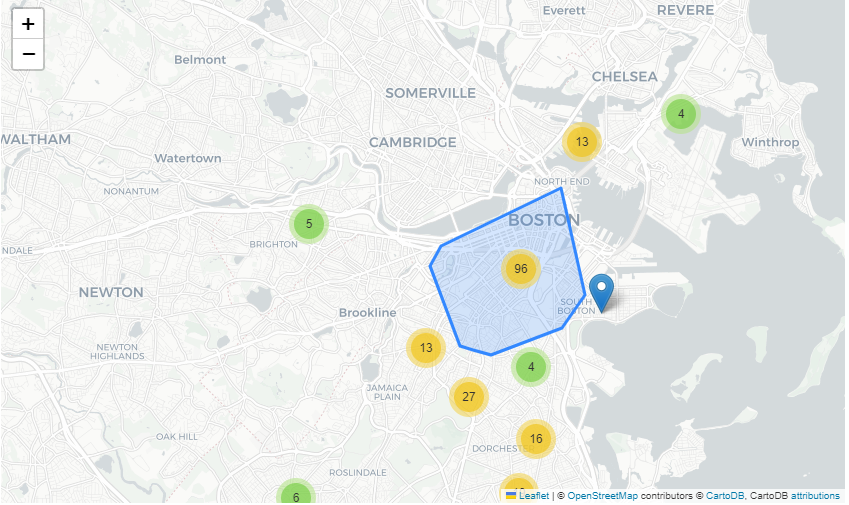 +
−
Everett
REVERE
Belmont
CHELSEA
SOMERVILLE
4
13
WALTHAM
CAMBRIDGE
Winthrop
Watertown
NORTH END
NONANTUM
BOSTON
5
BRIGHTON
NDALE
96
NEWTON
SOUTH
BOSTON
Brookline
NEWTON
HIGHLANDS
13
4
JAMAICA
PLAIN
27
OAK HILL
16
DORCHESTE
ROSLINDALE
6
Leaflet | © OpenStreetMap contributors © CartoDB, CartoDB attributions